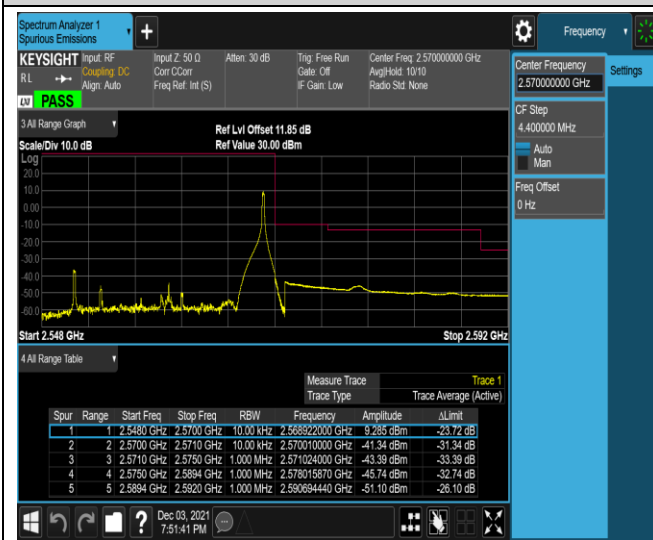 Spectrum Analyzer 1
Spurious Emissions
+
Frequency
KEYSIGHT
Input: RF
Coupling: DC
Align: Auto
Input Z: 50 Ω
Corr CCorr
Freq Ref: Int (S)
Atten: 30 dB
Trig: Free Run
Gate: Off
IF Gain: Low
Center Freq: 2.570000000 GHz
Avg|Hold: 10/10
Radio Std: None
RL
LXI PASS
Center Frequency
2.570000000 GHz
Settings
CF Step
4.400000 MHz
Auto
Man
Freq Offset
0 Hz
3 All Range Graph
Scale/Div 10.0 dB
Ref Lvl Offset 11.85 dB
Ref Value 30.00 dBm
Log
20.0
10.0
0.00
-10.0
-20.0
-30.0
-40.0
-50.0
-60.0
Start 2.548 GHz
Stop 2.592 GHz
4 All Range Table
Measure Trace Trace 1
Trace Type Trace Average (Active)
Spur Range Start Freq Stop Freq RBW Frequency Amplitude ΔLimit
1 1 2.5480 GHz 2.5700 GHz 10.00 kHz 2.568922000 GHz 9.285 dBm -23.72 dB
2 2 2.5700 GHz 2.5710 GHz 10.00 kHz 2.570010000 GHz -41.34 dBm -31.34 dB
3 3 2.5710 GHz 2.5750 GHz 1.000 MHz 2.571024000 GHz -43.39 dBm -33.39 dB
4 4 2.5750 GHz 2.5894 GHz 1.000 MHz 2.578015870 GHz -45.74 dBm -32.74 dB
5 5 2.5894 GHz 2.5920 GHz 1.000 MHz 2.590694440 GHz -51.10 dBm -26.10 dB
?
Dec 03, 2021
7:51:41 PM